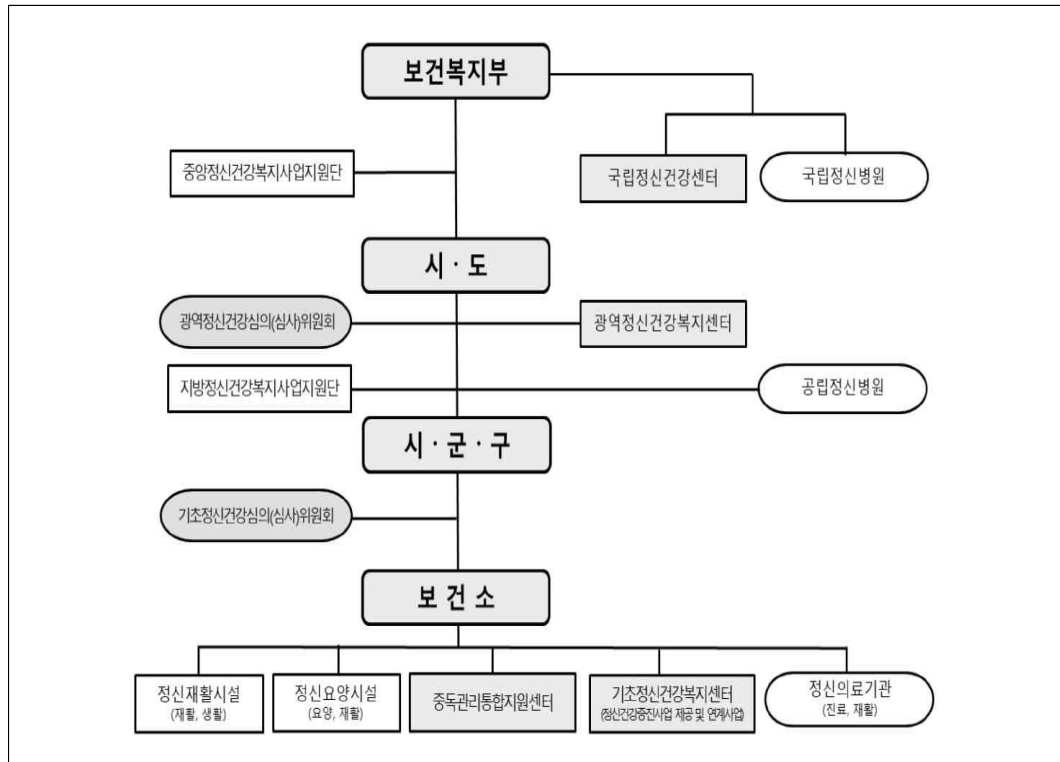 보건복지부
중앙정신건강복지사업지원단
국립정신건강센터
국립정신병원
시·도
광역정신건강심의(심사)위원회
광역정신건강복지센터
지방정신건강복지사업지원단
공립정신병원
시·군·구
기초정신건강심의(심사)위원회
보 건 소
정신재활시설
(재활, 생활)
정신요양시설
(요양, 재활)
중독관리통합지원센터
기초정신건강복지센터
(정신건강증진사업 제공 및 연계사업)
정신의료기관
(진료, 재활)